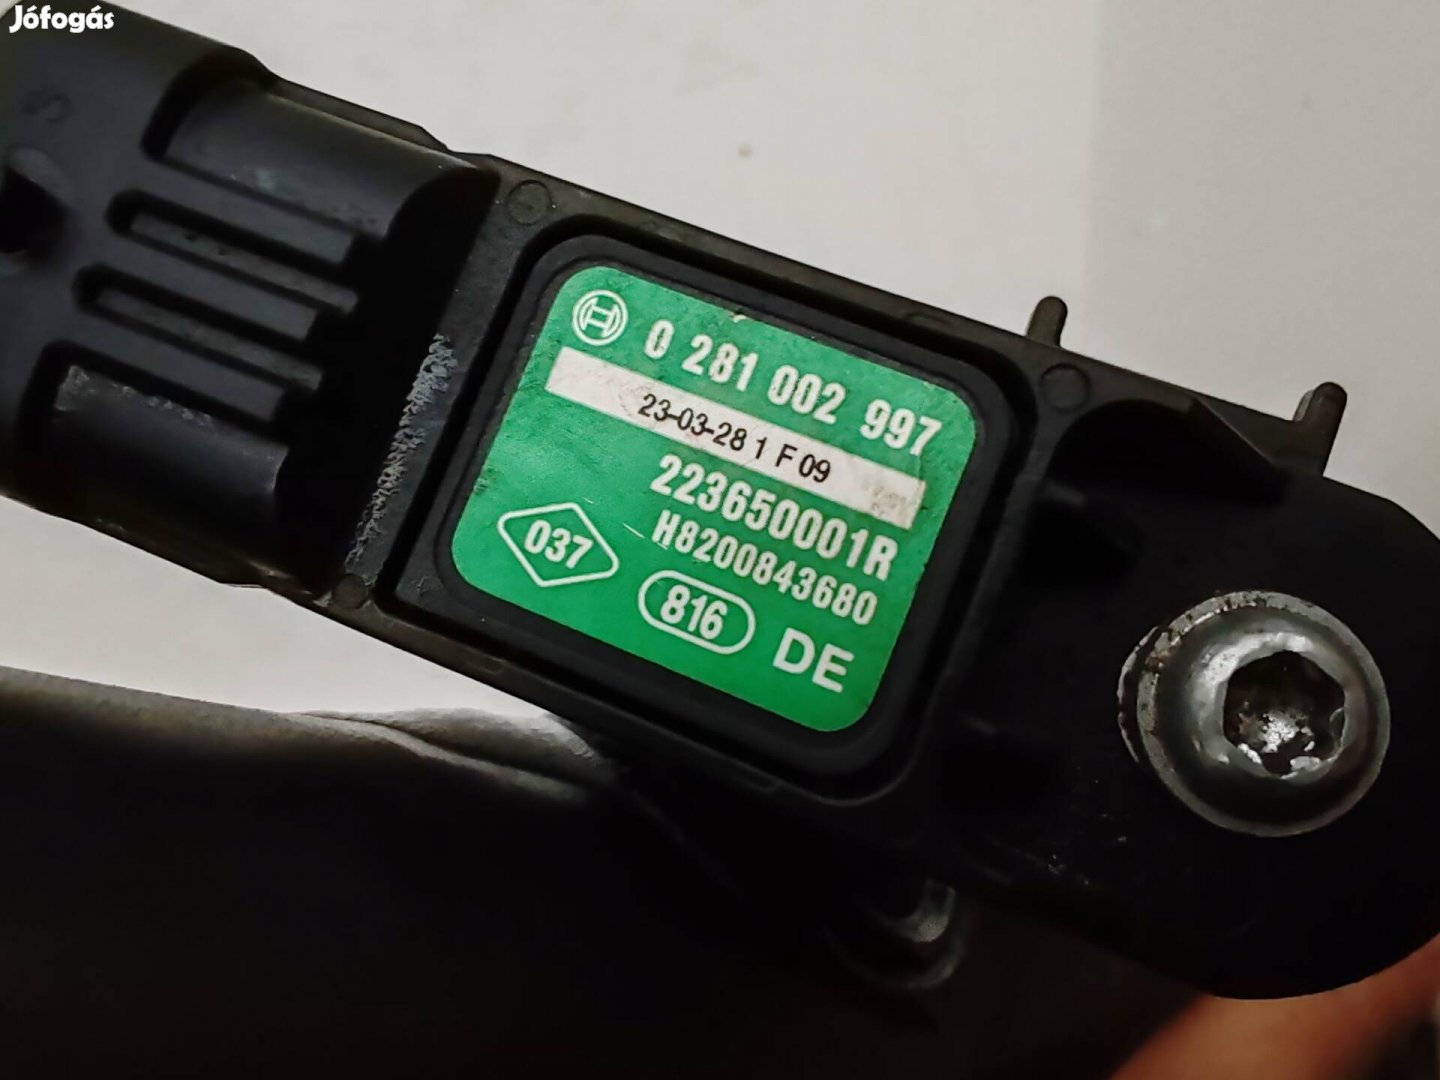 Jófogás
0 281 002 997
23-03-28 1 F 09
223650001R
H8200843680
037
816
DE